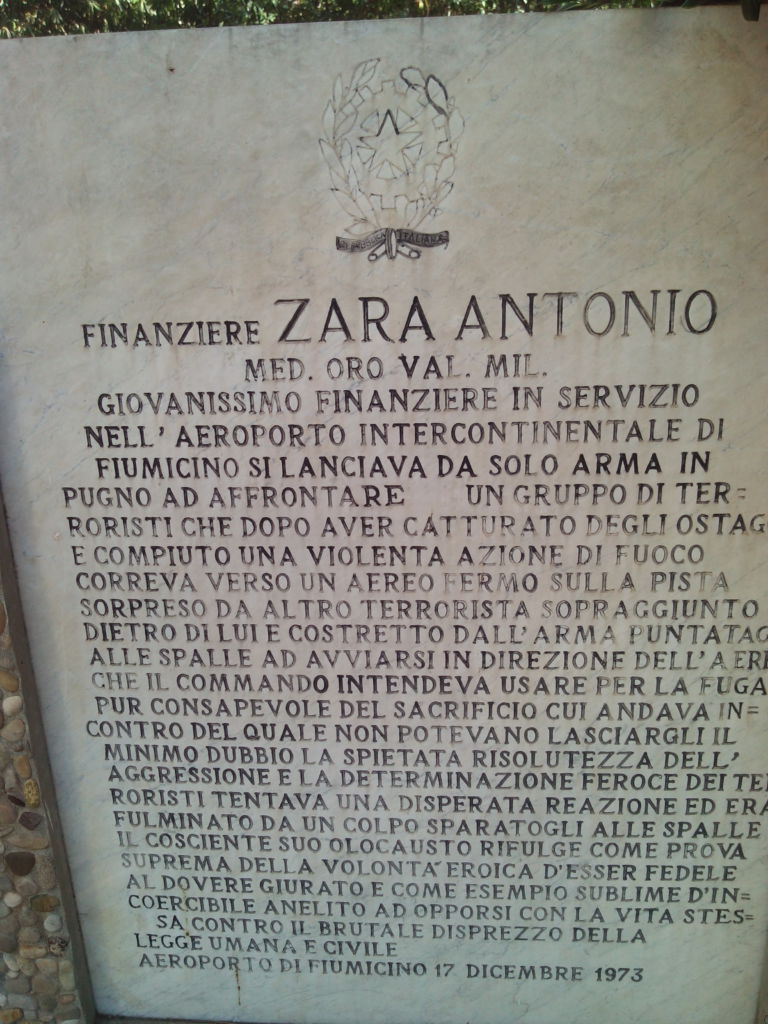 REPUBBLICA ITALIANA
FINANZIERE ZARA ANTONIO
MED. ORO VAL. MIL.
GIOVANISSIMO FINANZIERE IN SERVIZIO
NELL'AEROPORTO INTERCONTINENTALE DI
FIUMICINO SI LANCIAVA DA SOLO ARMA IN
PUGNO AD AFFRONTARE UN GRUPPO DI TER=
RORISTI CHE DOPO AVER CATTURATO DEGLI OSTAG
E COMPIUTO UNA VIOLENTA AZIONE DI FUOCO
CORREVA VERSO UN AEREO FERMO SULLA PISTA
SORPRESO DA ALTRO TERRORISTA SOPRAGGIUNTO
DIETRO DI LUI E COSTRETTO DALL'ARMA PUNTATAG
ALLE SPALLE AD AVVIARSI IN DIREZIONE DELL'AERE
CHE IL COMMANDO INTENDEVA USARE PER LA FUGA
PUR CONSAPEVOLE DEL SACRIFICIO CUI ANDAVA IN=
CONTRO DEL QUALE NON POTEVANO LASCIARGLI IL
MINIMO DUBBIO LA SPIETATA RISOLUTEZZA DELL'
AGGRESSIONE E LA DETERMINAZIONE FEROCE DEI TE
RORISTI TENTAVA UNA DISPERATA REAZIONE ED ERA
FULMINATO DA UN COLPO SPARATOGLI ALLE SPALLE
IL COSCIENTE SUO OLOCAUSTO RIFULGE COME PROVA
SUPREMA DELLA VOLONTA' EROICA D'ESSER FEDELE
AL DOVERE GIURATO E COME ESEMPIO SUBLIME D'IN=
COERCIBILE ANELITO AD OPPORSI CON LA VITA STES=
SA CONTRO IL BRUTALE DISPREZZO DELLA
LEGGE UMANA E CIVILE
AEROPORTO DI FIUMICINO 17 DICEMBRE 1973